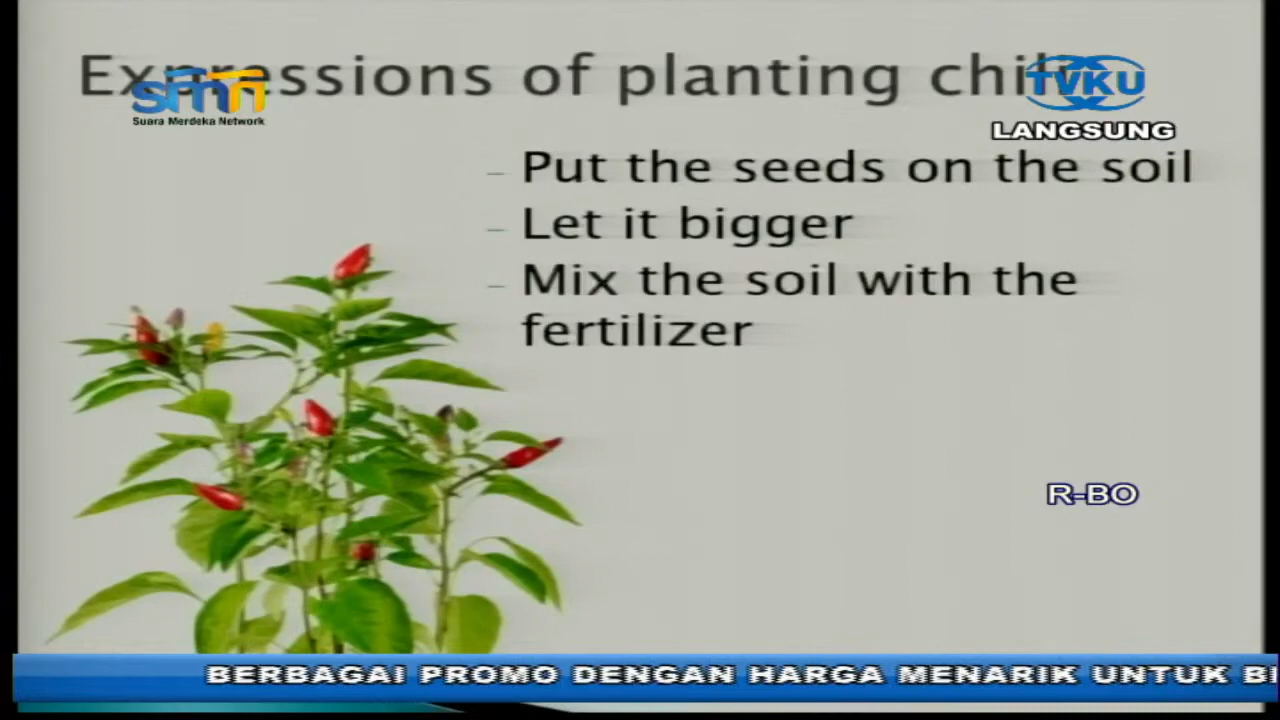 Expressions of planting chili
smn
Suara Merdeka Network
TVKU
LANGSUNG
– Put the seeds on the soil
– Let it bigger
– Mix the soil with the
fertilizer
R-BO
BERBAGAI PROMO DENGAN HARGA MENARIK UNTUK